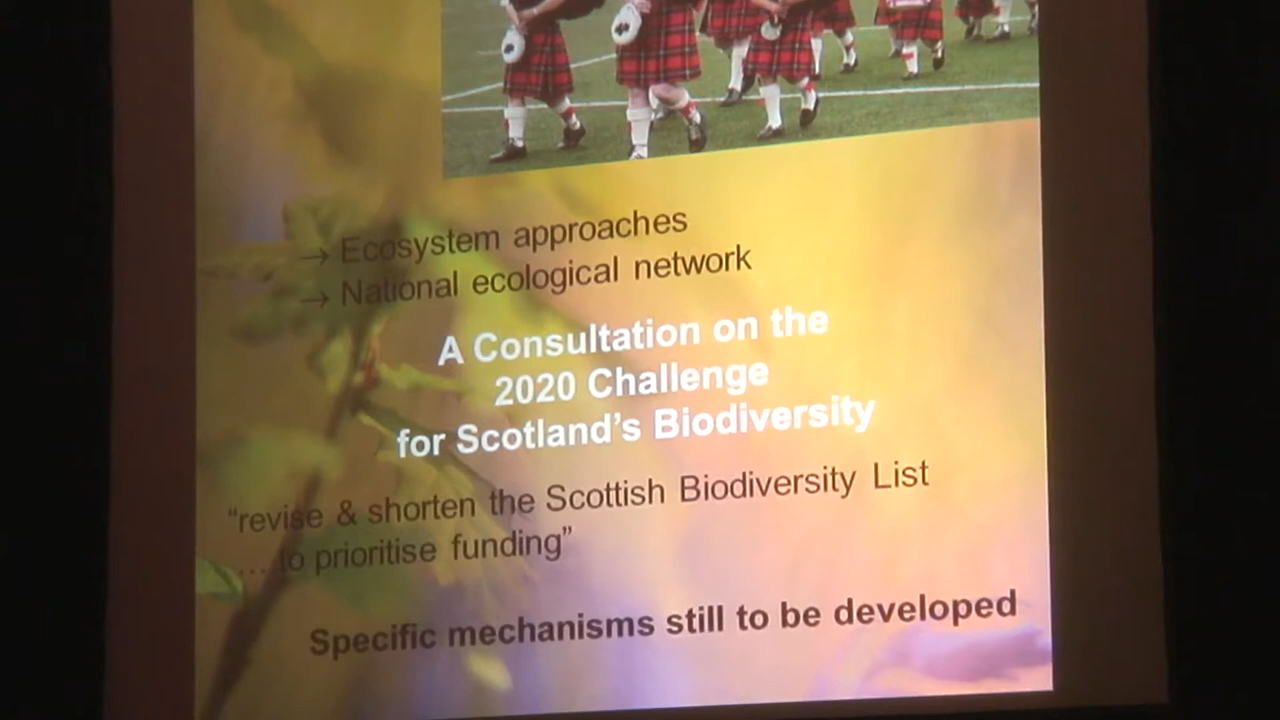 → Ecosystem approaches
→ National ecological network
A Consultation on the
2020 Challenge
for Scotland's Biodiversity
“revise & shorten the Scottish Biodiversity List
…to prioritise funding”
Specific mechanisms still to be developed